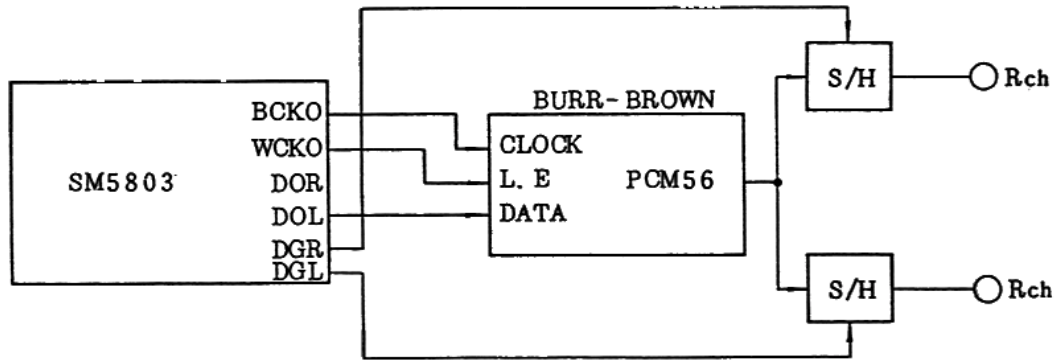 S/H
Rch
BURR-BROWN
BCKO
CLOCK
WCKO
L. E
PCM56
SM5803
DOR
DOL
DATA
DGR
DGL
S/H
Rch